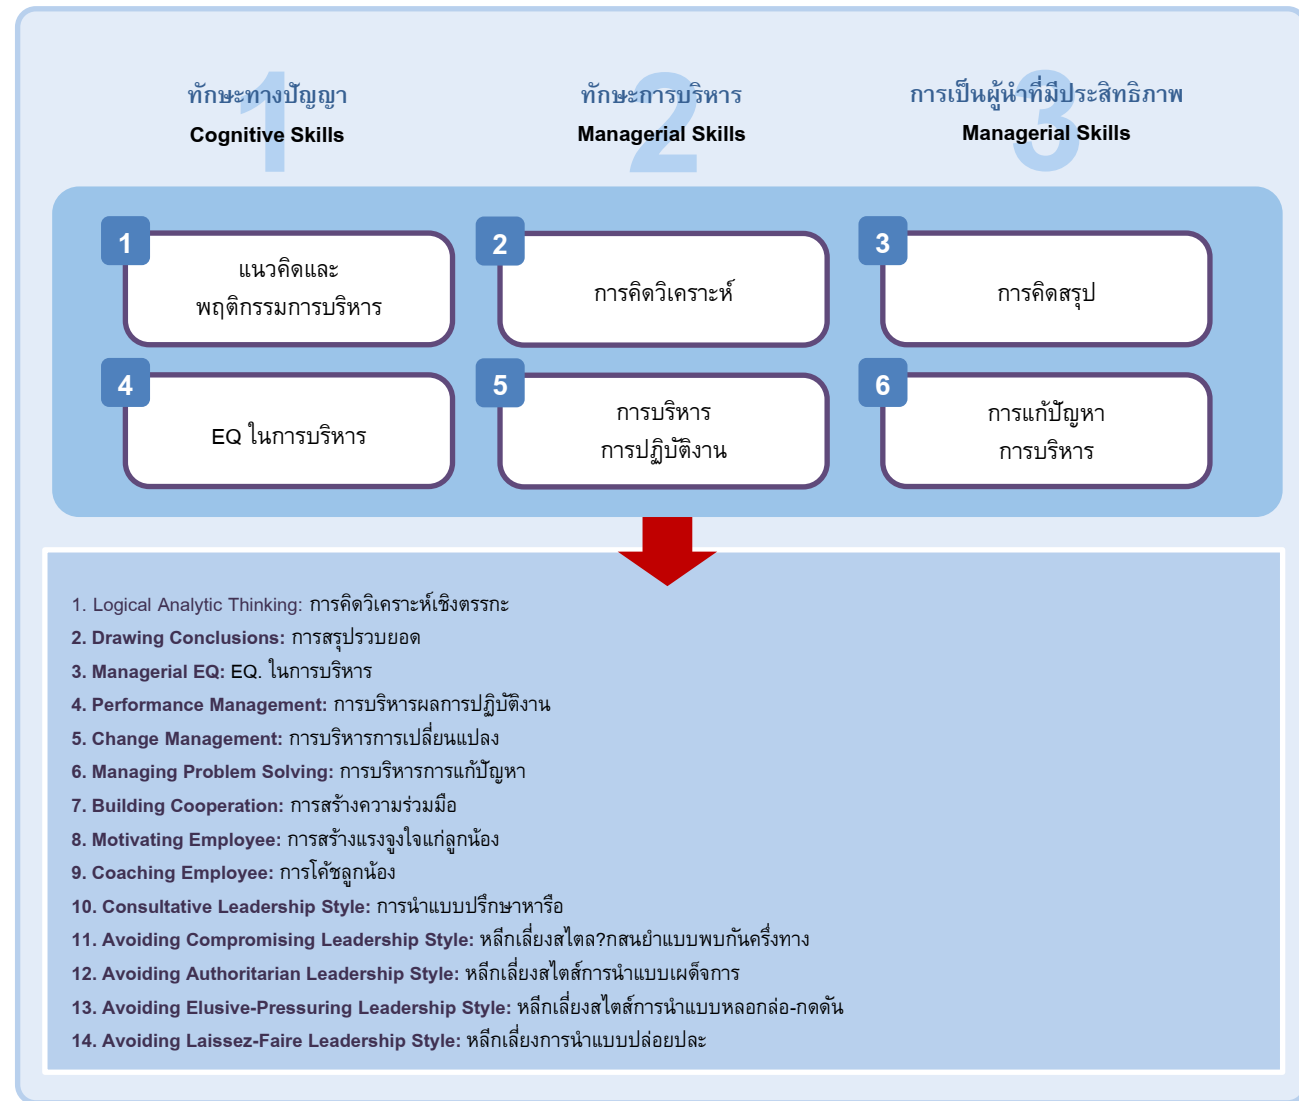 1
ทักษะทางปัญญา
Cognitive Skills
2
ทักษะการบริหาร
Managerial Skills
3
การเป็นผู้นำที่มีประสิทธิภาพ
Managerial Skills
1
แนวคิดและ
พฤติกรรมการบริหาร
2
การคิดวิเคราะห์
3
การคิดสรุป
4
EQ ในการบริหาร
5
การบริหาร
การปฏิบัติงาน
6
การแก้ปัญหา
การบริหาร
1. Logical Analytic Thinking: การคิดวิเคราะห์เชิงตรรกะ
2. Drawing Conclusions: การสรุปรวบยอด
3. Managerial EQ: EQ. ในการบริหาร
4. Performance Management: การบริหารผลการปฏิบัติงาน
5. Change Management: การบริหารการเปลี่ยนแปลง
6. Managing Problem Solving: การบริหารการแก้ปัญหา
7. Building Cooperation: การสร้างความร่วมมือ
8. Motivating Employee: การสร้างแรงจูงใจแก่ลูกน้อง
9. Coaching Employee: การโค้ชลูกน้อง
10. Consultative Leadership Style: การนำแบบปรึกษาหารือ
11. Avoiding Compromising Leadership Style: หลีกเลี่ยงสไตล?กสนยำแบบพบกันครึ่งทาง
12. Avoiding Authoritarian Leadership Style: หลีกเลี่ยงสไตส์การนำแบบเผด็จการ
13. Avoiding Elusive-Pressuring Leadership Style: หลีกเลี่ยงสไตส์การนำแบบหลอกล่อ-กดดัน
14. Avoiding Laissez-Faire Leadership Style: หลีกเลี่ยงการนำแบบปล่อยปละ